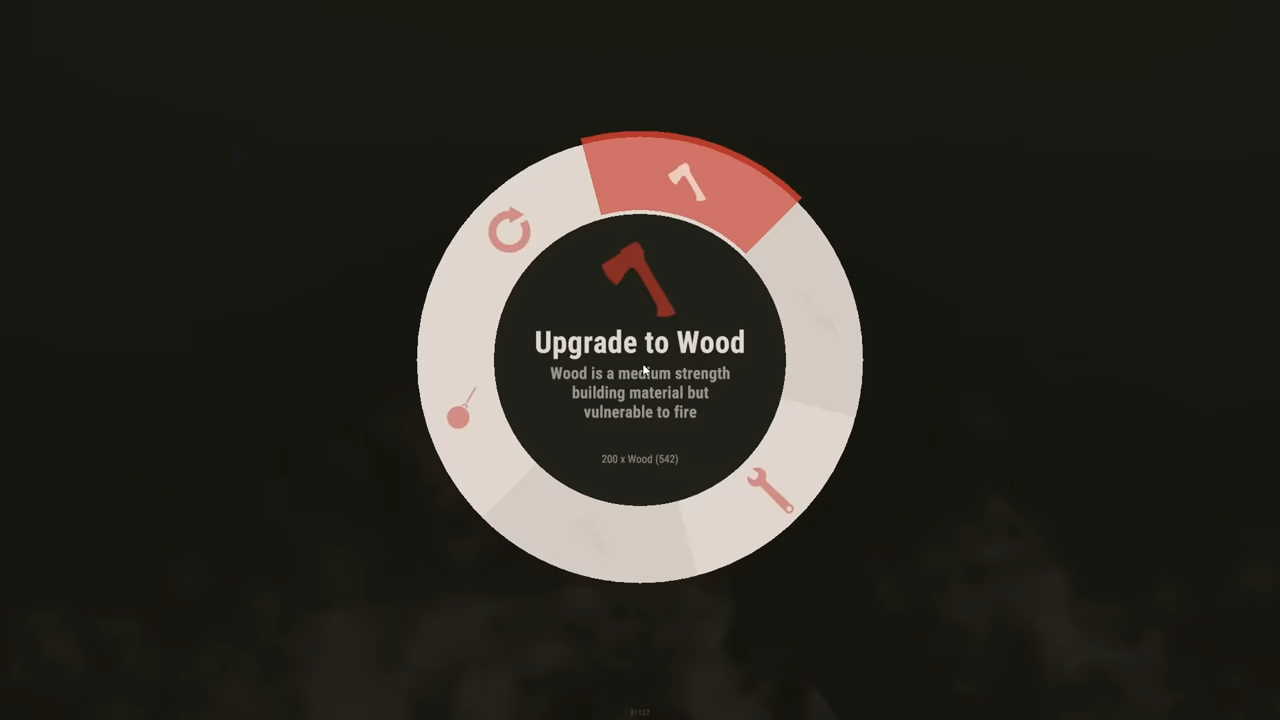 Upgrade to Wood
Wood is a medium strength
building material but
vulnerable to fire
200 x Wood (542)